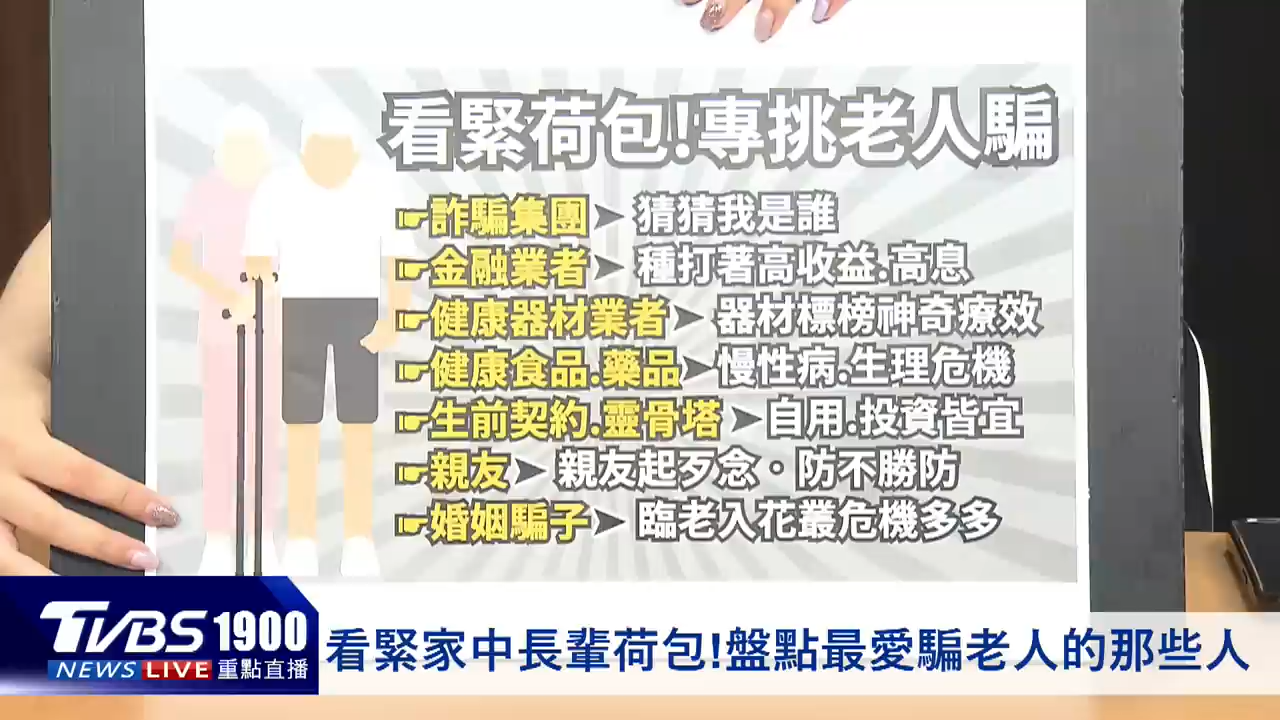 看緊荷包!專挑老人騙
☛詐騙集團➤ 猜猜我是誰
☛金融業者➤ 種打著高收益.高息
☛健康器材業者➤ 器材標榜神奇療效
☛健康食品.藥品➤慢性病.生理危機
☛生前契約.靈骨塔➤自用.投資皆宜
☛親友➤ 親友起歹念。防不勝防
☛婚姻騙子➤ 臨老入花叢危機多多
TVBS 1900
NEWS LIVE 重點直播
看緊家中長輩荷包!盤點最愛騙老人的那些人